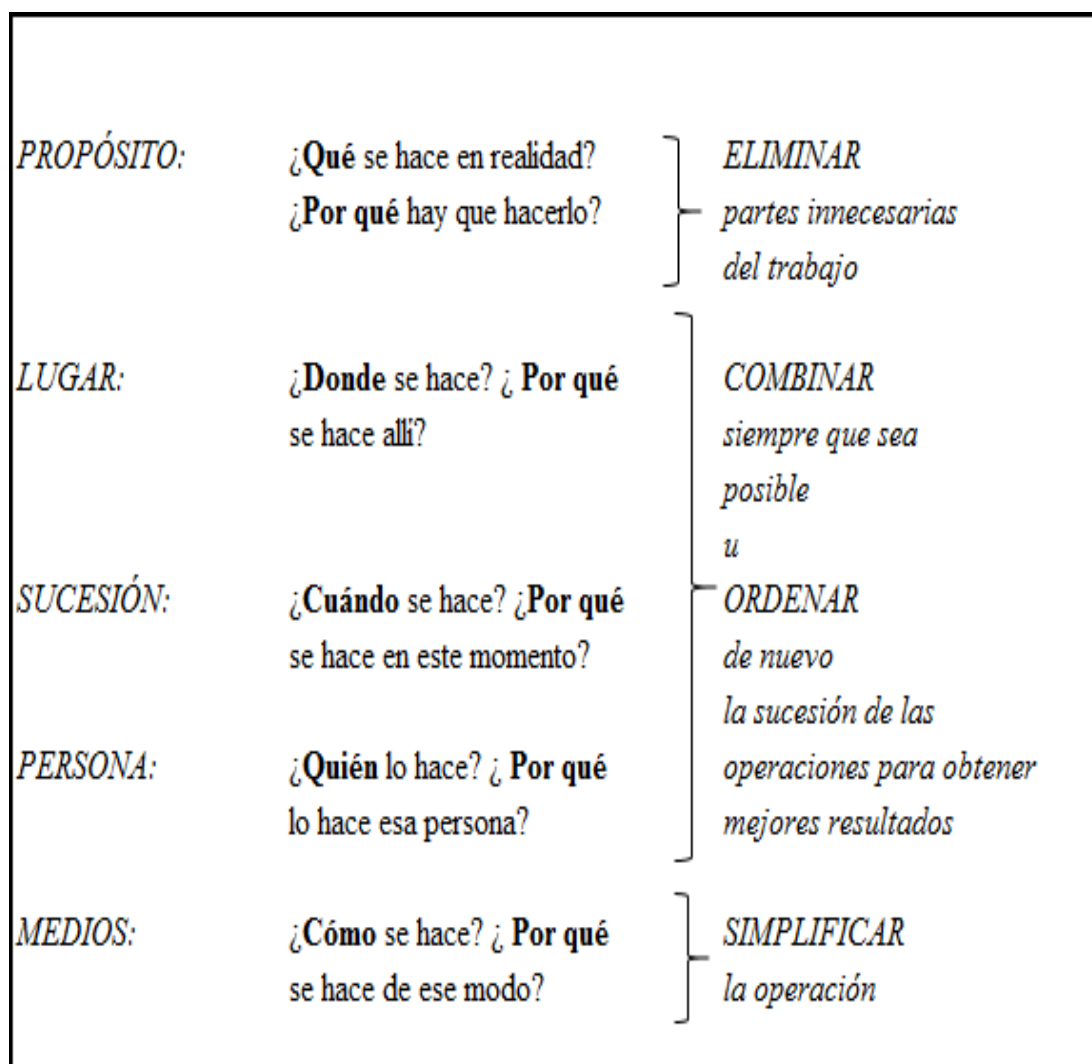 PROPÓSITO: ¿Qué se hace en realidad? ELIMINAR
¿Por qué hay que hacerlo? partes innecesarias
del trabajo
LUGAR: ¿Donde se hace? ¿ Por qué COMBINAR
se hace allí? siempre que sea
posible
u
SUCESIÓN: ¿Cuándo se hace? ¿Por qué ORDENAR
se hace en este momento? de nuevo
la sucesión de las
PERSONA: ¿Quién lo hace? ¿ Por qué operaciones para obtener
lo hace esa persona? mejores resultados
MEDIOS: ¿Cómo se hace? ¿ Por qué SIMPLIFICAR
se hace de ese modo? la operación